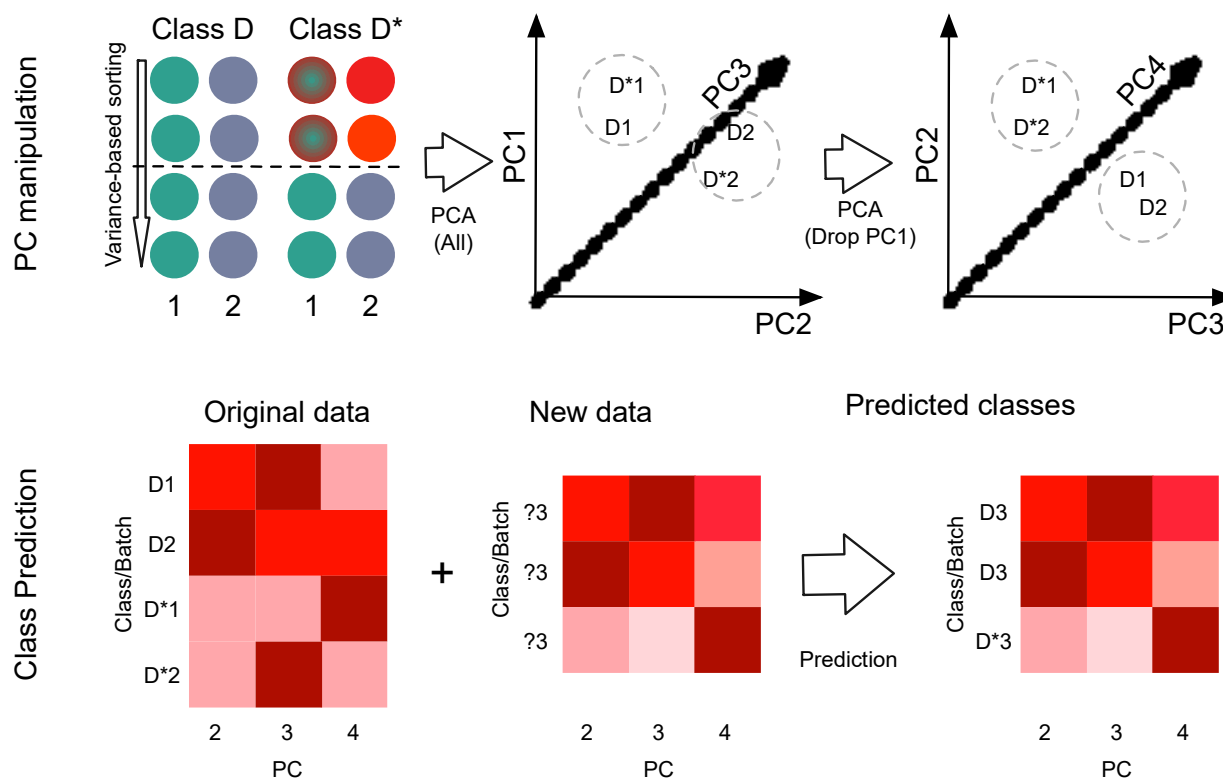 PC manipulation
Variance-based sorting
Class D
Class D*
1
2
1
2
PCA
(All)
PC1
PC3
D*1
D1
D2
D*2
PC2
PCA
(Drop PC1)
PC2
PC4
D*1
D*2
D1
D2
PC3
Class Prediction
Original data
Class/Batch
D1
D2
D*1
D*2
2
3
4
PC
+
New data
Class/Batch
?3
?3
?3
2
3
4
PC
Prediction
Predicted classes
Class/Batch
D3
D3
D*3
2
3
4
PC